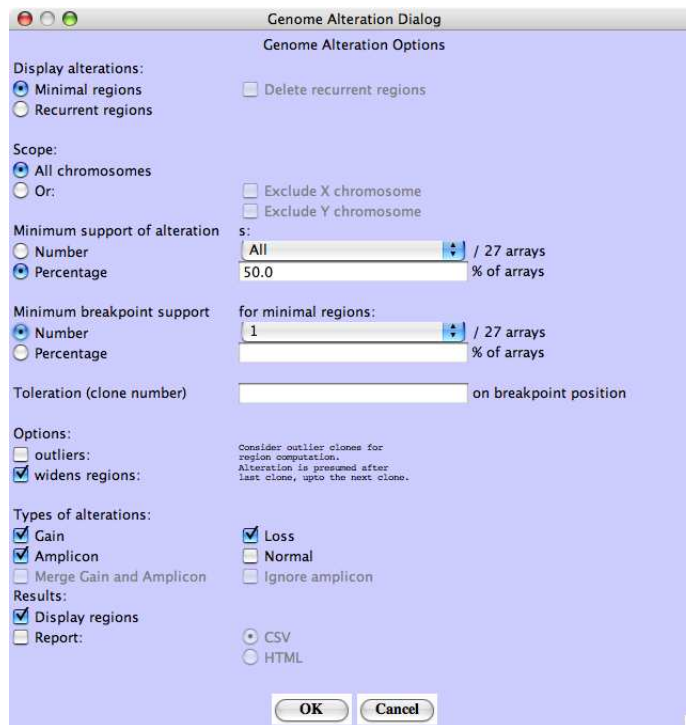 Genome Alteration Dialog
Genome Alteration Options
Display alterations:
Minimal regions
Delete recurrent regions
Recurrent regions
Scope:
All chromosomes
Or:
Exclude X chromosome
Exclude Y chromosome
Minimum support of alteration s:
Number All / 27 arrays
Percentage 50.0 % of arrays
Minimum breakpoint support for minimal regions:
Number 1 / 27 arrays
Percentage % of arrays
Toleration (clone number) on breakpoint position
Options:
outliers:
Consider outlier clones for
region computation.
widens regions:
Alteration is presumed after
last clone, upto the next clone.
Types of alterations:
Gain Loss
Amplicon Normal
Merge Gain and Amplicon Ignore amplicon
Results:
Display regions
Report: CSV
HTML
OK Cancel